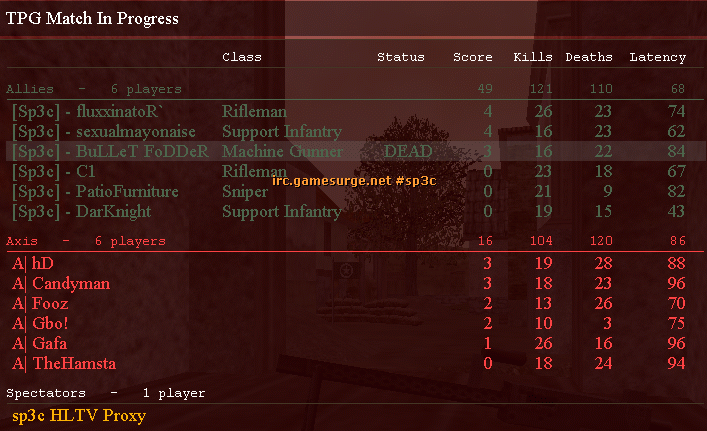 TPG Match In Progress
Class Status Score Kills Deaths Latency
Allies - 6 players 49 121 110 68
[Sp3c] - fluxxinatoR` Rifleman 4 26 23 74
[Sp3c] - sexualmayonaise Support Infantry 4 16 23 62
[Sp3c] - BuLLeT FoDDeR Machine Gunner DEAD 3 16 22 84
[Sp3c] - C1 Rifleman 0 23 18 67
irc.gamesurge.net #sp3c
[Sp3c] - PatioFurniture Sniper 0 21 9 82
[Sp3c] - DarKnight Support Infantry 0 19 15 43
Axis - 6 players 16 104 120 86
A| hD 3 19 28 88
A| Candyman 3 18 23 96
A| Fooz 2 13 26 70
A| Gbo! 2 10 3 75
A| Gafa 1 26 16 96
A| TheHamsta 0 18 24 94
Spectators - 1 player
sp3c HLTV Proxy